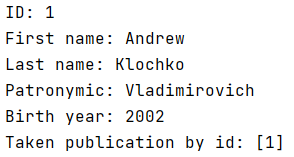 ID: 1
First name: Andrew
Last name: Klochko
Patronymic: Vladimirovich
Birth year: 2002
Taken publication by id: [1]